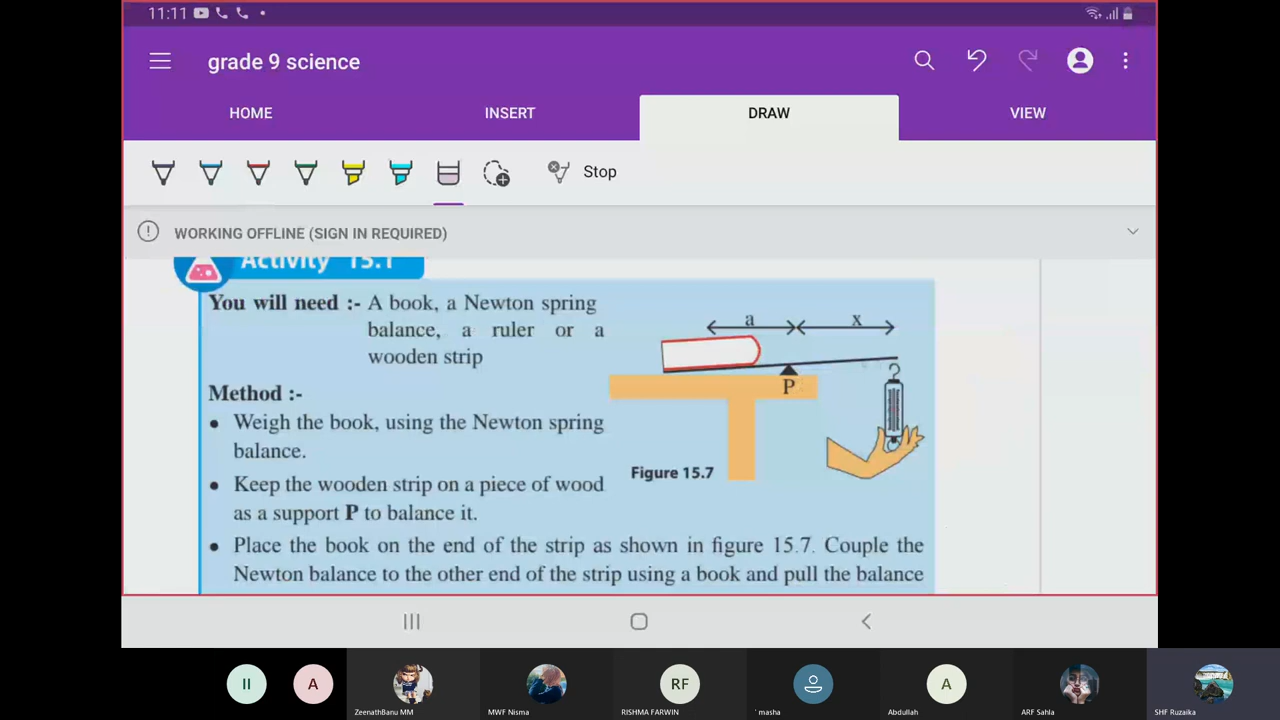 11:11
grade 9 science
HOME
INSERT
DRAW
VIEW
Stop
WORKING OFFLINE (SIGN IN REQUIRED)
Activity 15.1
You will need :- A book, a Newton spring
balance, a ruler or a
wooden strip
Method :-
• Weigh the book, using the Newton spring
balance.
• Keep the wooden strip on a piece of wood
as a support P to balance it.
a
x
P
Figure 15.7
• Place the book on the end of the strip as shown in figure 15.7. Couple the
Newton balance to the other end of the strip using a book and pull the balance
II
A
RF
A
ZeenathBanu MM
MWF Nisma
RISHMA FARWIN
' masha
Abdullah
ARF Sahla
SHF Ruzaika